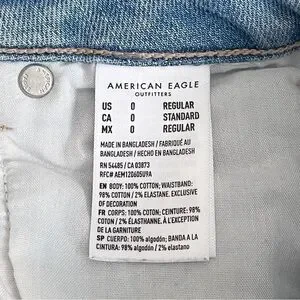 AMERICAN EAGLE
OUTFITTERS
US 0 REGULAR
CA 0 STANDARD
MX 0 REGULAR
MADE IN BANGLADESH / FABRIQUÉ AU
BANGLADESH / HECHO EN BANGLADESH
RN 54485 / CA 03873
RFC# AEM120605U9A
EN BODY: 100% COTTON; WAISTBAND:
98% COTTON / 2% ELASTANE. EXCLUSIVE
OF DECORATION
FR: CORPS: 100% COTON; CEINTURE: 98%
COTON / 2% ÉLASTHANNE. À L'EXCEPTION
DE LA GARNITURE
SP CUERPO: 100% algodón; BANDA A LA
CINTURA: 98% algodón / 2% elastano